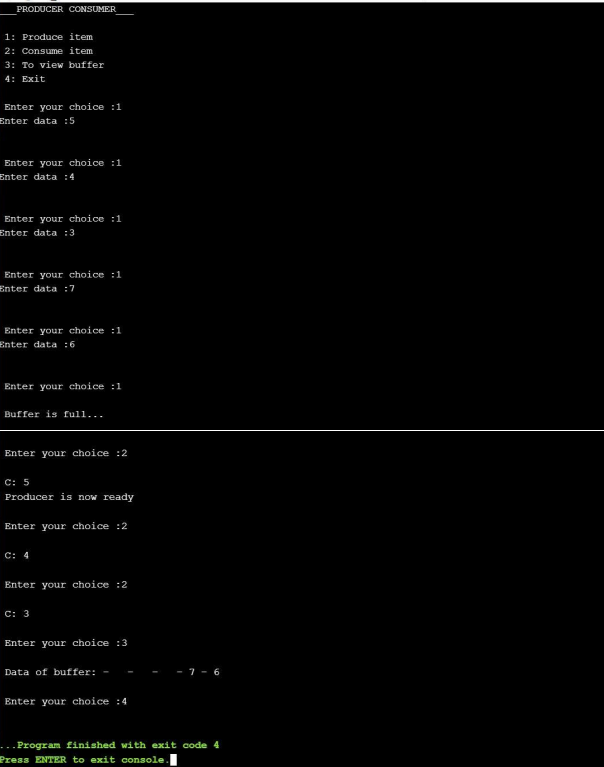 ___PRODUCER CONSUMER___
1: Produce item
2: Consume item
3: To view buffer
4: Exit
Enter your choice :1
Enter data :5
Enter your choice :1
Enter data :4
Enter your choice :1
Enter data :3
Enter your choice :1
Enter data :7
Enter your choice :1
Enter data :6
Enter your choice :1
Buffer is full...
Enter your choice :2
C: 5
Producer is now ready
Enter your choice :2
C: 4
Enter your choice :2
C: 3
Enter your choice :3
Data of buffer: - - - - 7 - 6
Enter your choice :4
...Program finished with exit code 4
Press ENTER to exit console.